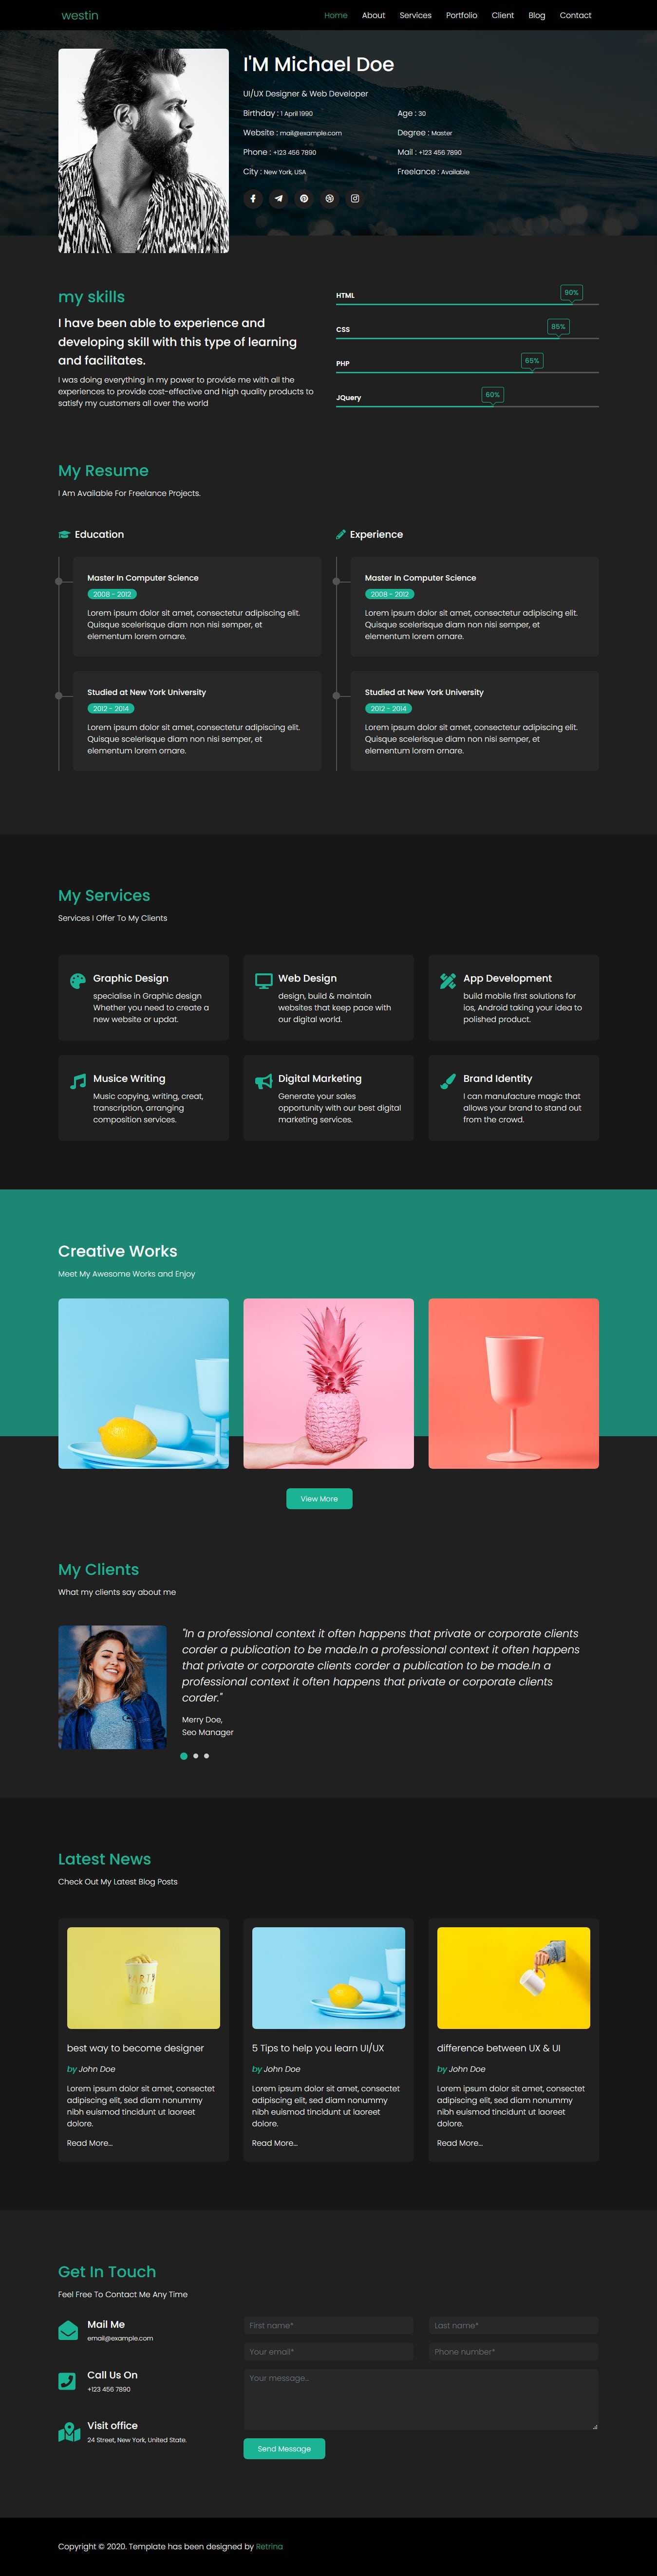 westin
Home About Services Portfolio Client Blog Contact
I'M Michael Doe
UI/UX Designer & Web Developer
Birthday : 1 April 1990
Age : 30
Website : mail@example.com
Degree : Master
Phone : +123 456 7890
Mail : +123 456 7890
City : New York, USA
Freelance : Available
my skills
I have been able to experience and
developing skill with this type of learning
and facilitates.
I was doing everything in my power to provide me with all the
experiences to provide cost-effective and high quality products to
satisfy my customers all over the world
HTML
90%
CSS
85%
PHP
65%
JQuery
60%
My Resume
I Am Available For Freelance Projects.
Education
Master In Computer Science
2008 - 2012
Lorem ipsum dolor sit amet, consectetur adipiscing elit.
Quisque scelerisque diam non nisi semper, et
elementum lorem ornare.
Studied at New York University
2012 - 2014
Lorem ipsum dolor sit amet, consectetur adipiscing elit.
Quisque scelerisque diam non nisi semper, et
elementum lorem ornare.
Experience
Master In Computer Science
2008 - 2012
Lorem ipsum dolor sit amet, consectetur adipiscing elit.
Quisque scelerisque diam non nisi semper, et
elementum lorem ornare.
Studied at New York University
2012 - 2014
Lorem ipsum dolor sit amet, consectetur adipiscing elit.
Quisque scelerisque diam non nisi semper, et
elementum lorem ornare.
My Services
Services I Offer To My Clients
Graphic Design
specialise in Graphic design
Whether you need to create a
new website or updat.
Web Design
design, build & maintain
websites that keep pace with
our digital world.
App Development
build mobile first solutions for
ios, Android taking your idea to
polished product.
Musice Writing
Music copying, writing, creat,
transcription, arranging
composition services.
Digital Marketing
Generate your sales
opportunity with our best digital
marketing services.
Brand Identity
I can manufacture magic that
allows your brand to stand out
from the crowd.
Creative Works
Meet My Awesome Works and Enjoy
View More
My Clients
What my clients say about me
"In a professional context it often happens that private or corporate clients
corder a publication to be made.In a professional context it often happens
that private or corporate clients corder a publication to be made.In a
professional context it often happens that private or corporate clients
corder."
Merry Doe,
Seo Manager
Latest News
Check Out My Latest Blog Posts
PARTY
TIME
best way to become designer
by John Doe
Lorem ipsum dolor sit amet, consectet
adipiscing elit, sed diam nonummy
nibh euismod tincidunt ut laoreet
dolore.
Read More...
5 Tips to help you learn UI/UX
by John Doe
Lorem ipsum dolor sit amet, consectet
adipiscing elit, sed diam nonummy
nibh euismod tincidunt ut laoreet
dolore.
Read More...
difference between UX & UI
by John Doe
Lorem ipsum dolor sit amet, consectet
adipiscing elit, sed diam nonummy
nibh euismod tincidunt ut laoreet
dolore.
Read More...
Get In Touch
Feel Free To Contact Me Any Time
Mail Me
email@example.com
Call Us On
+123 456 7890
Visit office
24 Street, New York, United State.
First name*
Last name*
Your email*
Phone number*
Your message...
Send Message
Copyright © 2020. Template has been designed by Retrina